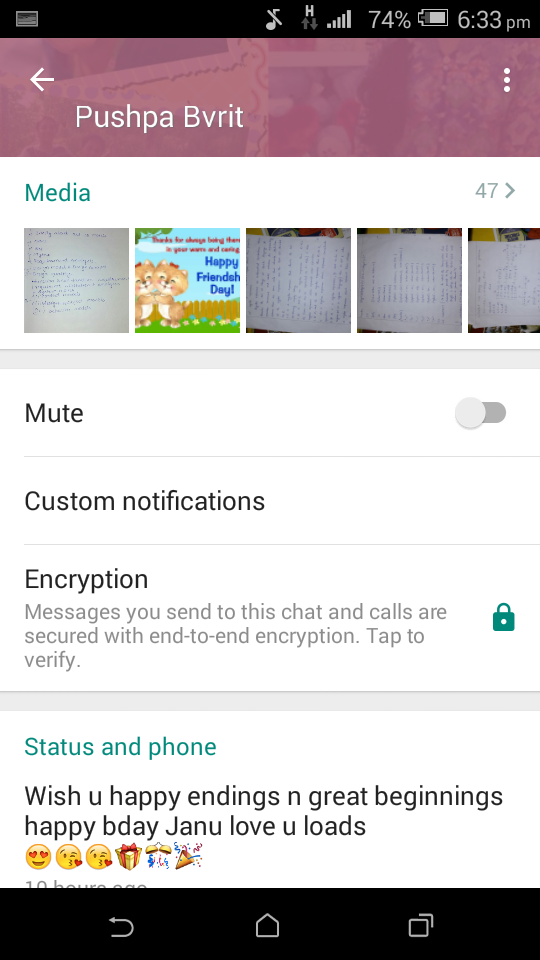 H
74%
6:33 pm
Pushpa Bvrit
Media
47
Thanks for always being there
in your warm and caring
Happy
Friendsh
Day!
Mute
Custom notifications
Encryption
Messages you send to this chat and calls are
secured with end-to-end encryption. Tap to
verify.
Status and phone
Wish u happy endings n great beginnings
happy bday Janu love u loads
😍😘😘🎁🎊🎉
10 hours ago